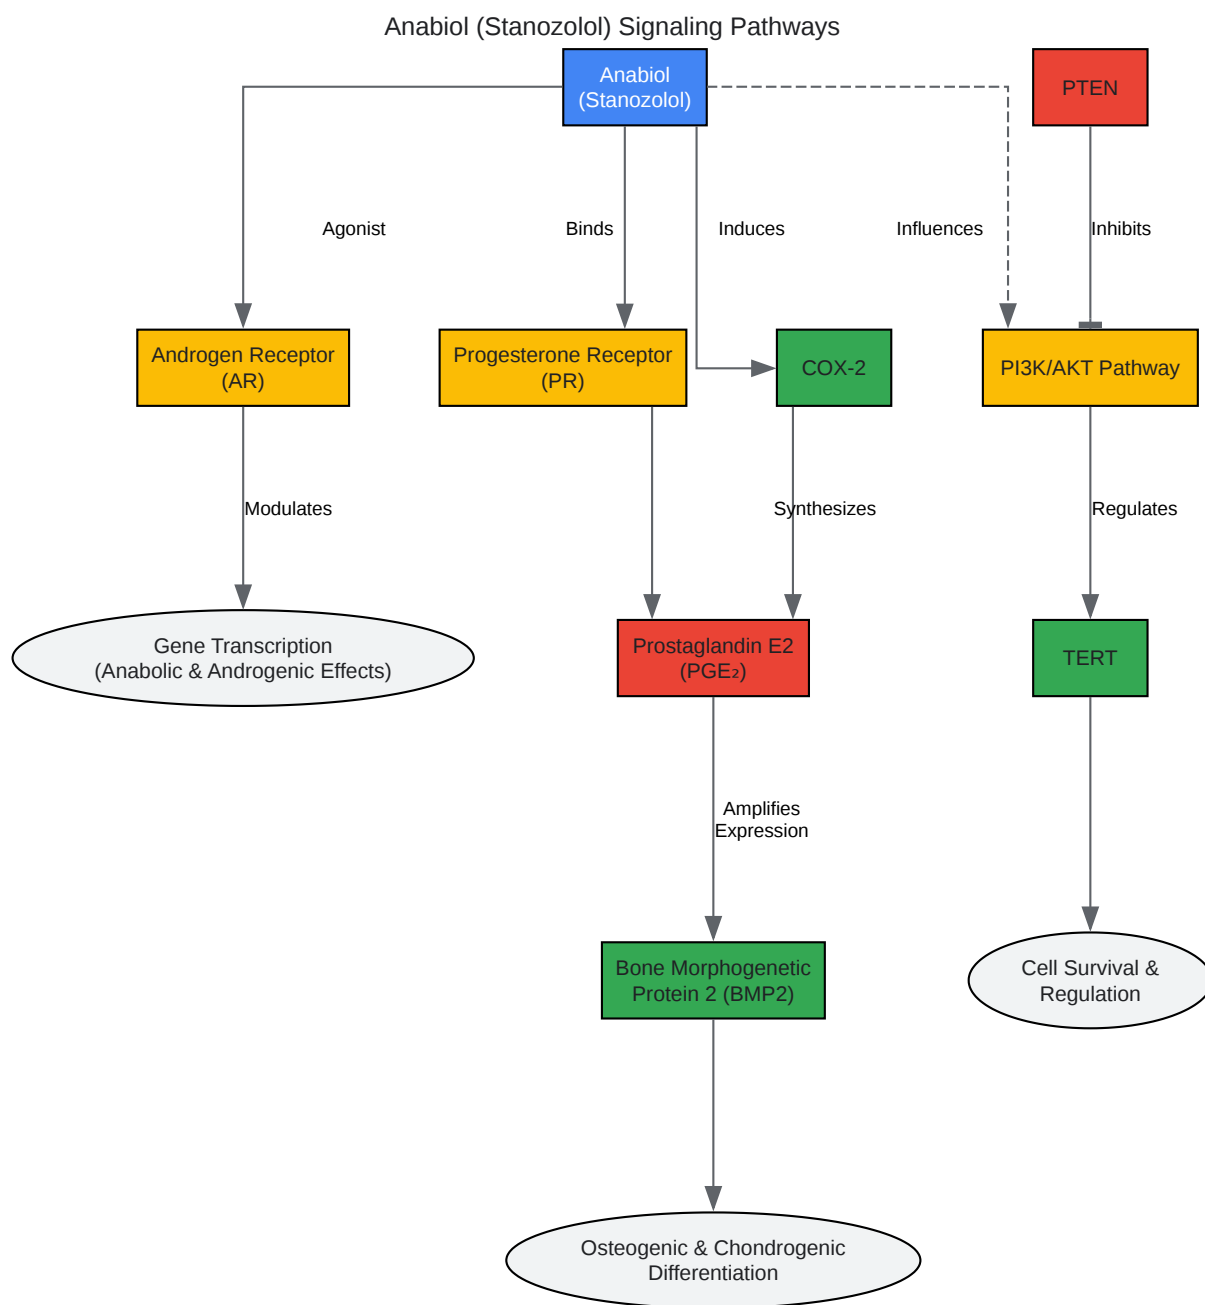 Anabiol (Stanozolol) Signaling Pathways
Anabiol
(Stanozolol)
PTEN
Agonist
Binds
Induces
Influences
Inhibits
Androgen Receptor
(AR)
Progesterone Receptor
(PR)
COX-2
PI3K/AKT Pathway
Modulates
Synthesizes
Regulates
Gene Transcription
(Anabolic & Androgenic Effects)
Prostaglandin E2
(PGE₂)
TERT
Amplifies
Expression
Bone Morphogenetic
Protein 2 (BMP2)
Cell Survival &
Regulation
Osteogenic & Chondrogenic
Differentiation